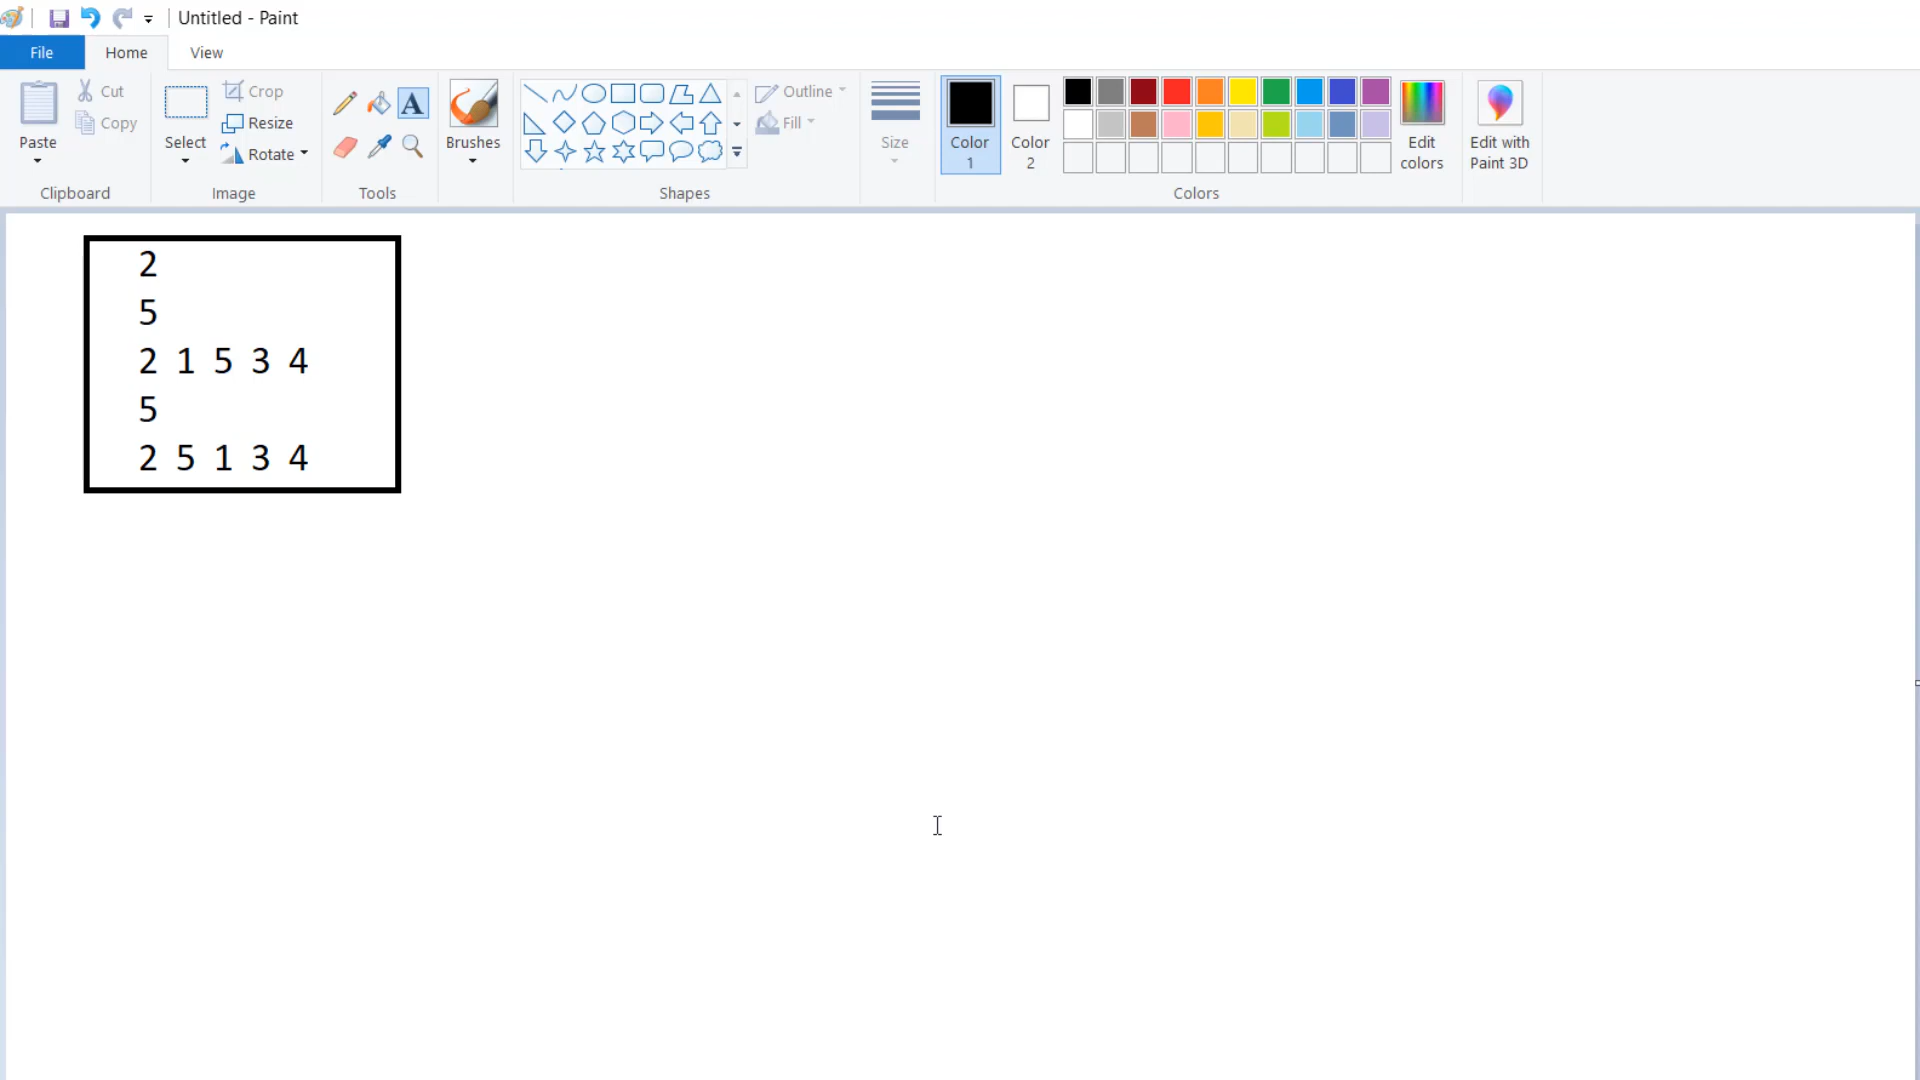 Untitled - Paint
File Home View
Paste
Cut
Copy
Clipboard
Select
Crop
Resize
Rotate
Image
A
Tools
Brushes
Shapes
Outline
Fill
Size
Color 1
Color 2
Colors
Edit colors
Edit with Paint 3D
2
5
2 1 5 3 4
5
2 5 1 3 4